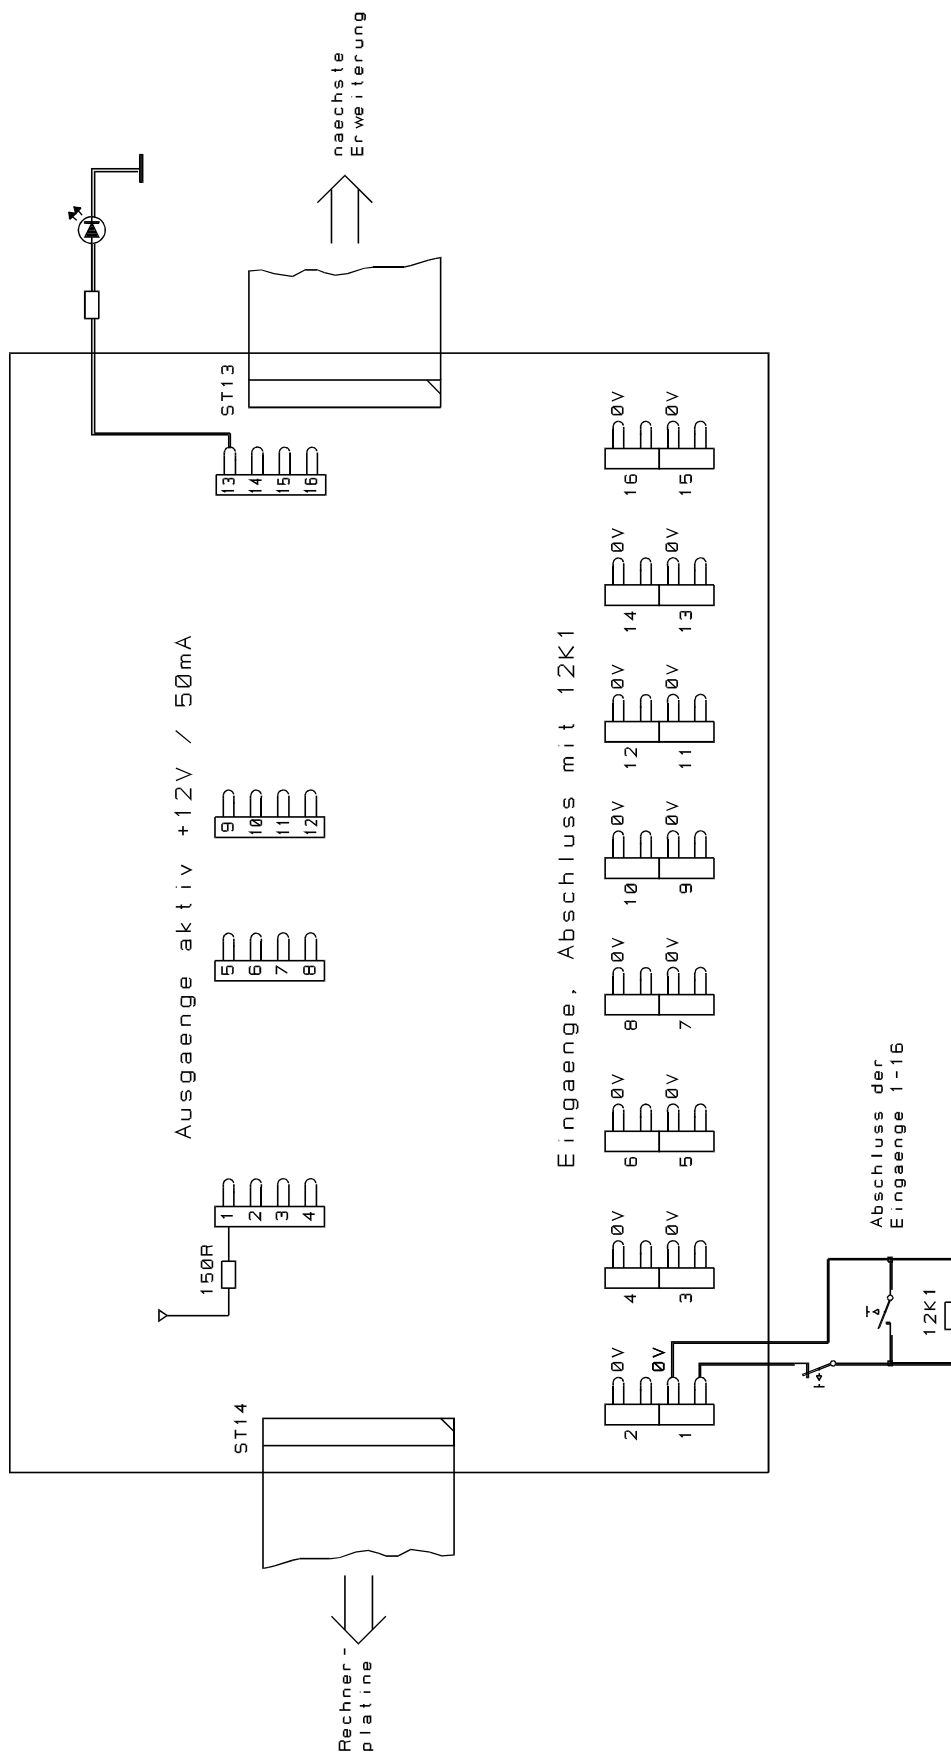 Rechner-
platine
naechste
Erweiterung
ST14
ST13
150R
1
2
3
4
5
6
7
8
9
10
11
12
13
14
15
16
Ausgaenge aktiv +12V / 50mA
Eingaenge, Abschluss mit 12K1
0V 0V 0V 0V 0V 0V 0V 0V
2 4 6 8 10 12 14 16
0V 0V 0V 0V 0V 0V 0V 0V
1 3 5 7 9 11 13 15
Abschluss der
Eingaenge 1-16
12K1